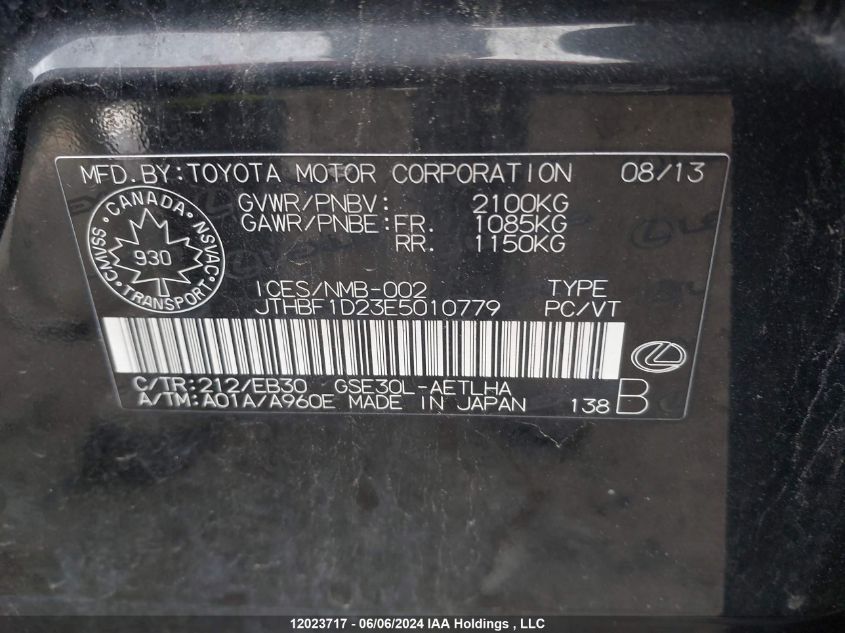 MFD.BY:TOYOTA MOTOR CORPORATION 08/13
GVWR/PNBV: 2100KG
GAWR/PNBE:FR. 1085KG
RR. 1150KG
CANADA
CMVSS NSVAC
930
TRANSPORT
ICES/NMB-002 TYPE
JTHBF1D23E5010779 PC/VT
C/TR:212/EB30 GSE30L-AETLHA
A/TM:A01A/A960E MADE IN JAPAN 138 B
12023717 - 06/06/2024 IAA Holdings , LLC